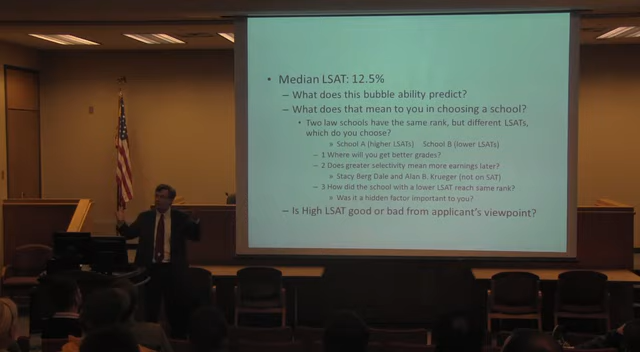 • Median LSAT: 12.5%
– What does this bubble ability predict?
– What does that mean to you in choosing a school?
• Two law schools have the same rank, but different LSATs,
which do you choose?
» School A (higher LSATs) School B (lower LSATs)
– 1 Where will you get better grades?
– 2 Does greater selectivity mean more earnings later?
» Stacy Berg Dale and Alan B. Krueger (not on SAT)
– 3 How did the school with a lower LSAT reach same rank?
» Was it a hidden factor important to you?
– Is High LSAT good or bad from applicant's viewpoint?